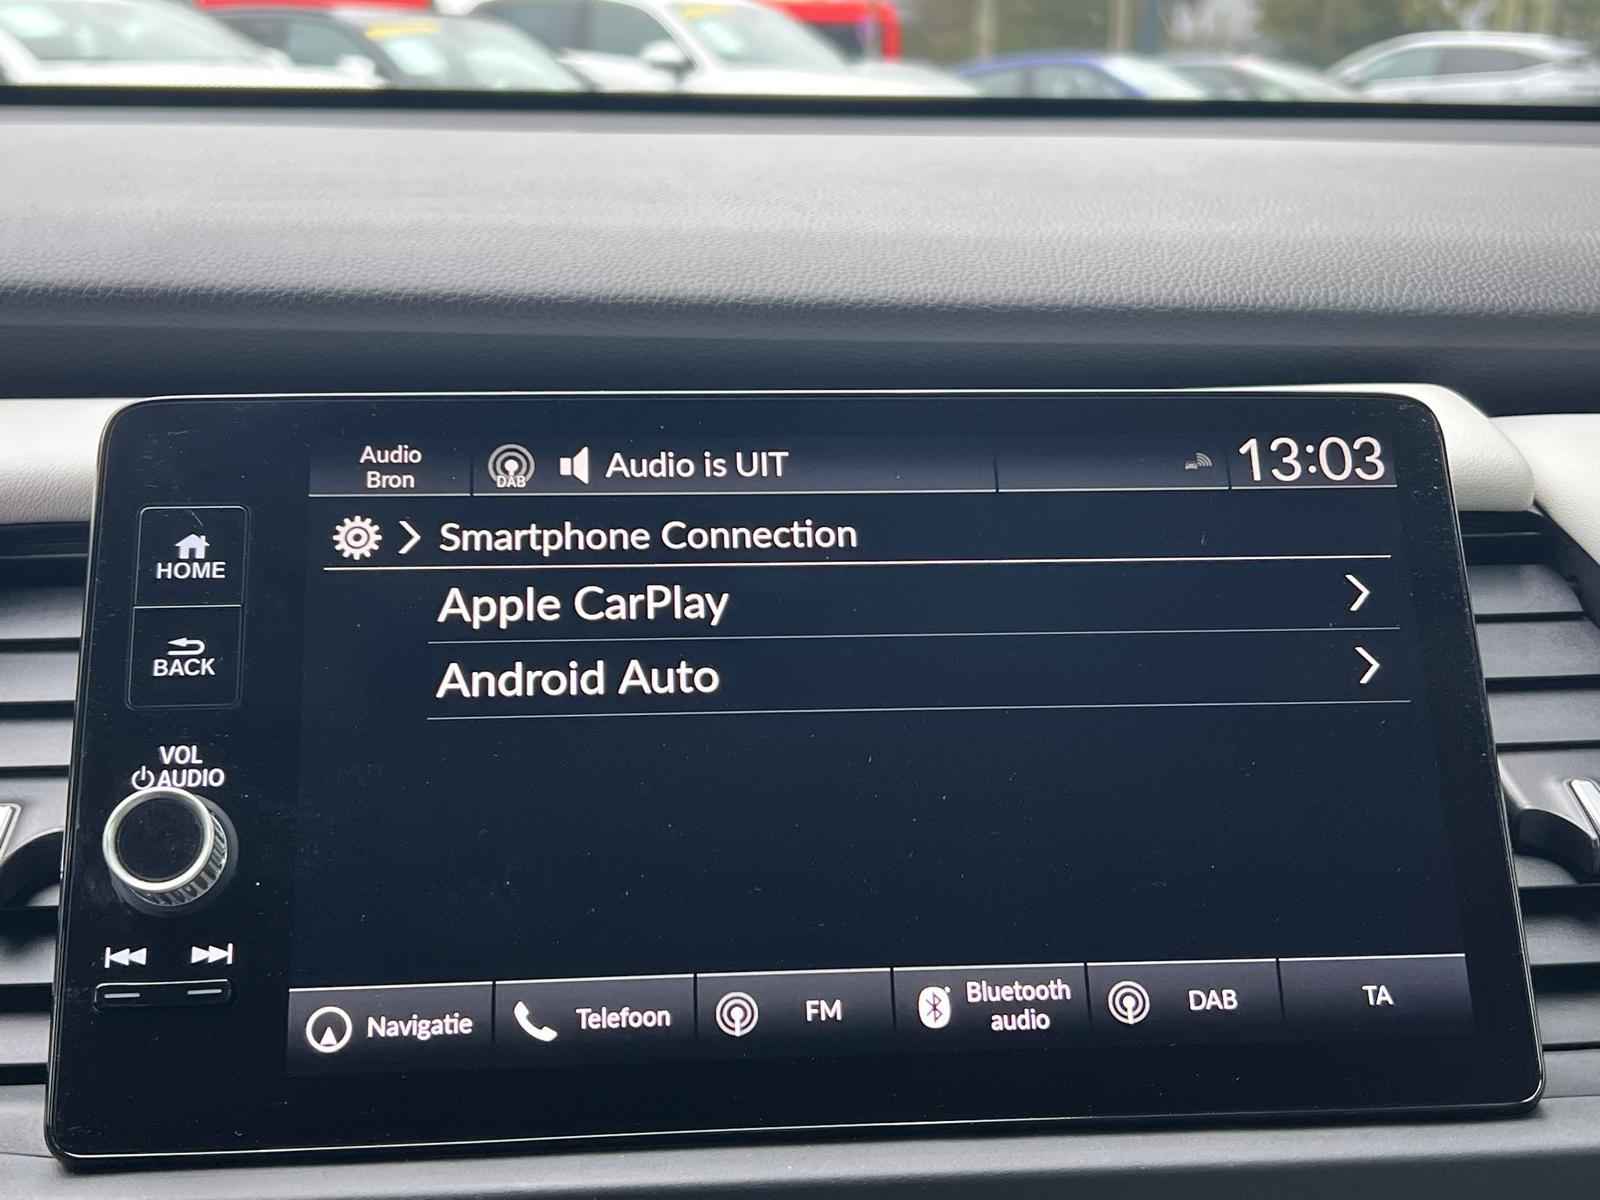 Audio
Bron
DAB
Audio is UIT
13:03
HOME
Smartphone Connection
BACK
Apple CarPlay
Android Auto
VOL
AUDIO
Navigatie
Telefoon
FM
Bluetooth
audio
DAB
TA